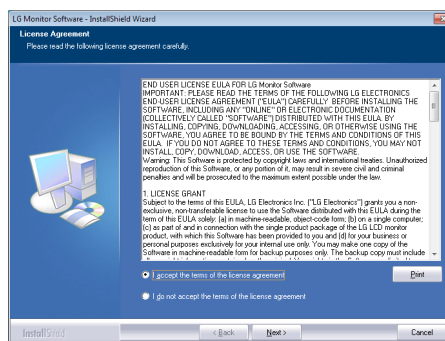 LG Monitor Software - InstallShield Wizard
License Agreement
Please read the following license agreement carefully.
END USER LICENSE EULA FOR LG Monitor Software
IMPORTANT: PLEASE READ THE TERMS OF THE FOLLOWING LG ELECTRONICS
END-USER LICENSE AGREEMENT ("EULA") CAREFULLY BEFORE INSTALLING THE
SOFTWARE, INCLUDING ANY "ONLINE" OR ELECTRONIC DOCUMENTATION
(COLLECTIVELY CALLED "SOFTWARE") DISTRIBUTED WITH THIS EULA. BY
INSTALLING, COPYING, DOWNLOADING, ACCESSING, OR OTHERWISE USING THE
SOFTWARE, YOU AGREE TO BE BOUND BY THE TERMS AND CONDITIONS OF THIS
EULA. IF YOU DO NOT AGREE TO THESE TERMS AND CONDITIONS, YOU MAY NOT
INSTALL, COPY, DOWNLOAD, ACCESS, OR USE THE SOFTWARE.
Warning: This Software is protected by copyright laws and international treaties. Unauthorized
reproduction of this Software, or any portion of it, may result in severe civil and criminal
penalties and will be prosecuted to the maximum extent possible under the law.
1. LICENSE GRANT
Subject to the terms of this EULA, LG Electronics Inc. ("LG Electronics") grants you a non-
exclusive, non-transferable license to use the Software distributed with this EULA during the
term of this EULA solely: (a) in machine-readable, object-code form; (b) on a single computer;
(c) as part of and in connection with the single product package of the LG LCD monitor
product, with which this Software has been provided to you and (d) for your business or
personal purposes exclusively for your internal use only. You may make one copy of the
Software in machine-readable form for backup purposes only. The backup copy must include
I accept the terms of the license agreement
Print
I do not accept the terms of the license agreement
InstallShield
< Back
Next >
Cancel